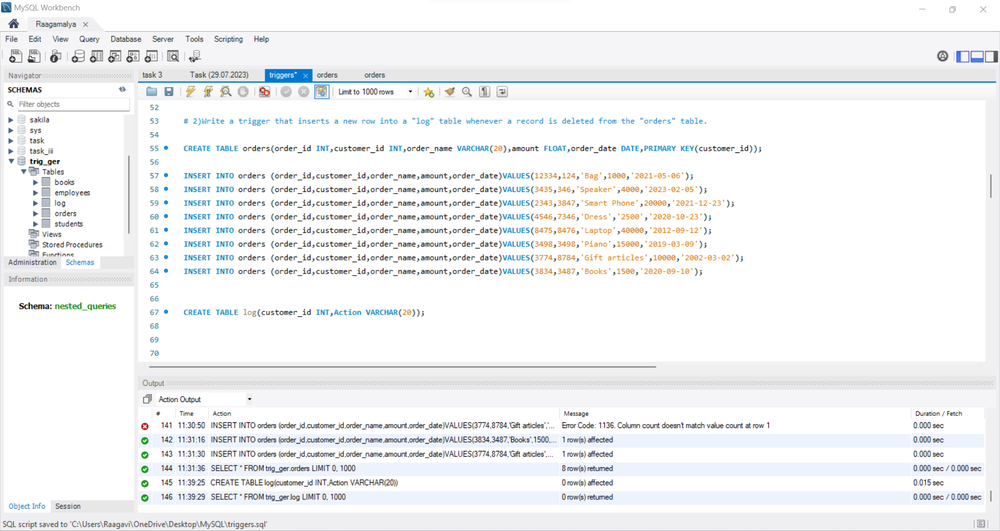 MySQL Workbench
Raagamalya
File Edit View Query Database Server Tools Scripting Help
Navigator
SCHEMAS
Filter objects
sakila
sys
task
task_iii
trig_ger
Tables
books
employees
log
orders
students
Views
Stored Procedures
Functions
Administration Schemas
Information
Schema: nested_queries
Object Info Session
task 3 Task (29.07.2023) triggers* orders orders
Limit to 1000 rows
52
53 # 2)Write a trigger that inserts a new row into a "log" table whenever a record is deleted from the "orders" table.
54
55 CREATE TABLE orders(order_id INT,customer_id INT,order_name VARCHAR(20),amount FLOAT,order_date DATE,PRIMARY KEY(customer_id));
56
57 INSERT INTO orders (order_id,customer_id,order_name,amount,order_date)VALUES(12334,124,'Bag',1000,'2021-05-06');
58 INSERT INTO orders (order_id,customer_id,order_name,amount,order_date)VALUES(3435,346,'Speaker',4000,'2023-02-05');
59 INSERT INTO orders (order_id,customer_id,order_name,amount,order_date)VALUES(2343,3847,'Smart Phone',20000,'2021-12-23');
60 INSERT INTO orders (order_id,customer_id,order_name,amount,order_date)VALUES(4546,7346,'Dress','2500','2020-10-23');
61 INSERT INTO orders (order_id,customer_id,order_name,amount,order_date)VALUES(8475,8476,'Laptop',40000,'2012-09-12');
62 INSERT INTO orders (order_id,customer_id,order_name,amount,order_date)VALUES(3498,3498,'Piano',15000,'2019-03-09');
63 INSERT INTO orders (order_id,customer_id,order_name,amount,order_date)VALUES(3774,8784,'Gift articles',10000,'2002-03-02');
64 INSERT INTO orders (order_id,customer_id,order_name,amount,order_date)VALUES(3834,3487,'Books',1500,'2020-09-10');
65
66
67 CREATE TABLE log(customer_id INT,Action VARCHAR(20));
68
69
70
Output
Action Output
# Time Action Message Duration / Fetch
141 11:30:50 INSERT INTO orders (order_id,customer_id,order_name,amount,order_date)VALUES(3774,8784,'Gift articles','... Error Code: 1136. Column count doesn't match value count at row 1 0.000 sec
142 11:31:16 INSERT INTO orders (order_id,customer_id,order_name,amount,order_date)VALUES(3834,3487,'Books',1500,... 1 row(s) affected 0.000 sec
143 11:31:30 INSERT INTO orders (order_id,customer_id,order_name,amount,order_date)VALUES(3774,8784,'Gift articles',... 1 row(s) affected 0.000 sec
144 11:31:36 SELECT * FROM trig_ger.orders LIMIT 0, 1000 8 row(s) returned 0.000 sec / 0.000 sec
145 11:39:25 CREATE TABLE log(customer_id INT,Action VARCHAR(20)) 0 row(s) affected 0.015 sec
146 11:39:29 SELECT * FROM trig_ger.log LIMIT 0, 1000 0 row(s) returned 0.000 sec / 0.000 sec
SQL script saved to 'C:\Users\Raagavi\OneDrive\Desktop\MySQL\triggers.sql'